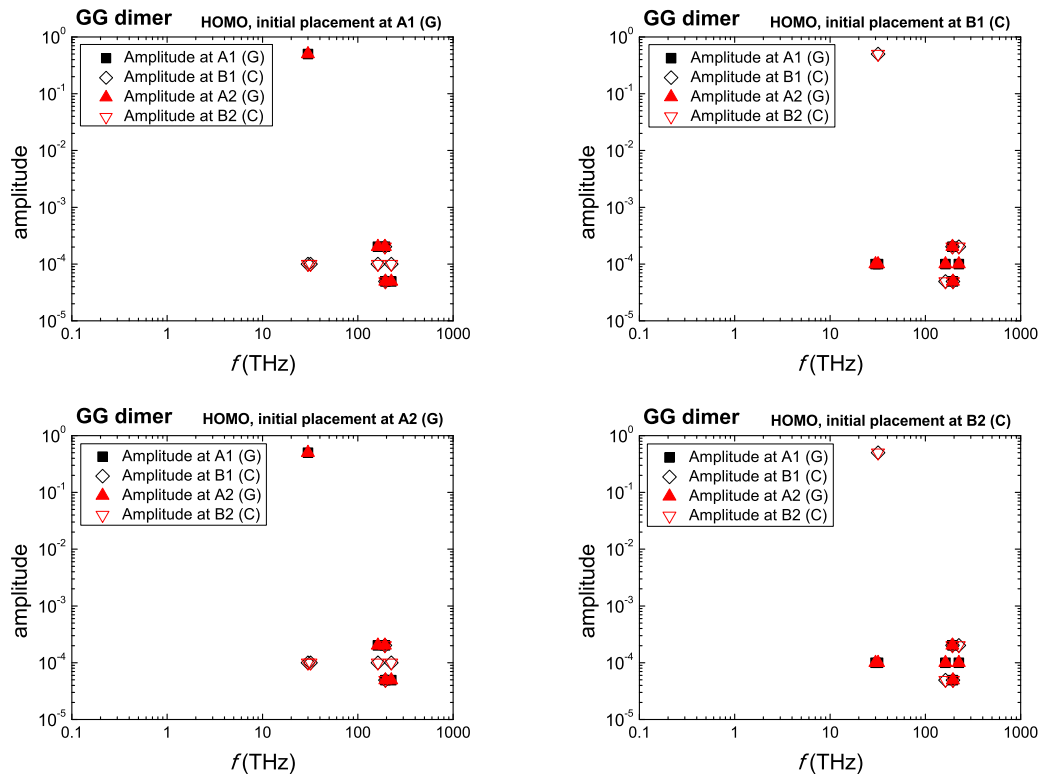 GG dimer HOMO, initial placement at A1 (G)
10^0
10^-1
10^-2
10^-3
10^-4
10^-5
amplitude
Amplitude at A1 (G)
Amplitude at B1 (C)
Amplitude at A2 (G)
Amplitude at B2 (C)
0.1 1 10 100 1000
f (THz)
GG dimer HOMO, initial placement at B1 (C)
10^0
10^-1
10^-2
10^-3
10^-4
10^-5
amplitude
Amplitude at A1 (G)
Amplitude at B1 (C)
Amplitude at A2 (G)
Amplitude at B2 (C)
0.1 1 10 100 1000
f (THz)
GG dimer HOMO, initial placement at A2 (G)
10^0
10^-1
10^-2
10^-3
10^-4
10^-5
amplitude
Amplitude at A1 (G)
Amplitude at B1 (C)
Amplitude at A2 (G)
Amplitude at B2 (C)
0.1 1 10 100 1000
f (THz)
GG dimer HOMO, initial placement at B2 (C)
10^0
10^-1
10^-2
10^-3
10^-4
10^-5
amplitude
Amplitude at A1 (G)
Amplitude at B1 (C)
Amplitude at A2 (G)
Amplitude at B2 (C)
0.1 1 10 100 1000
f (THz)